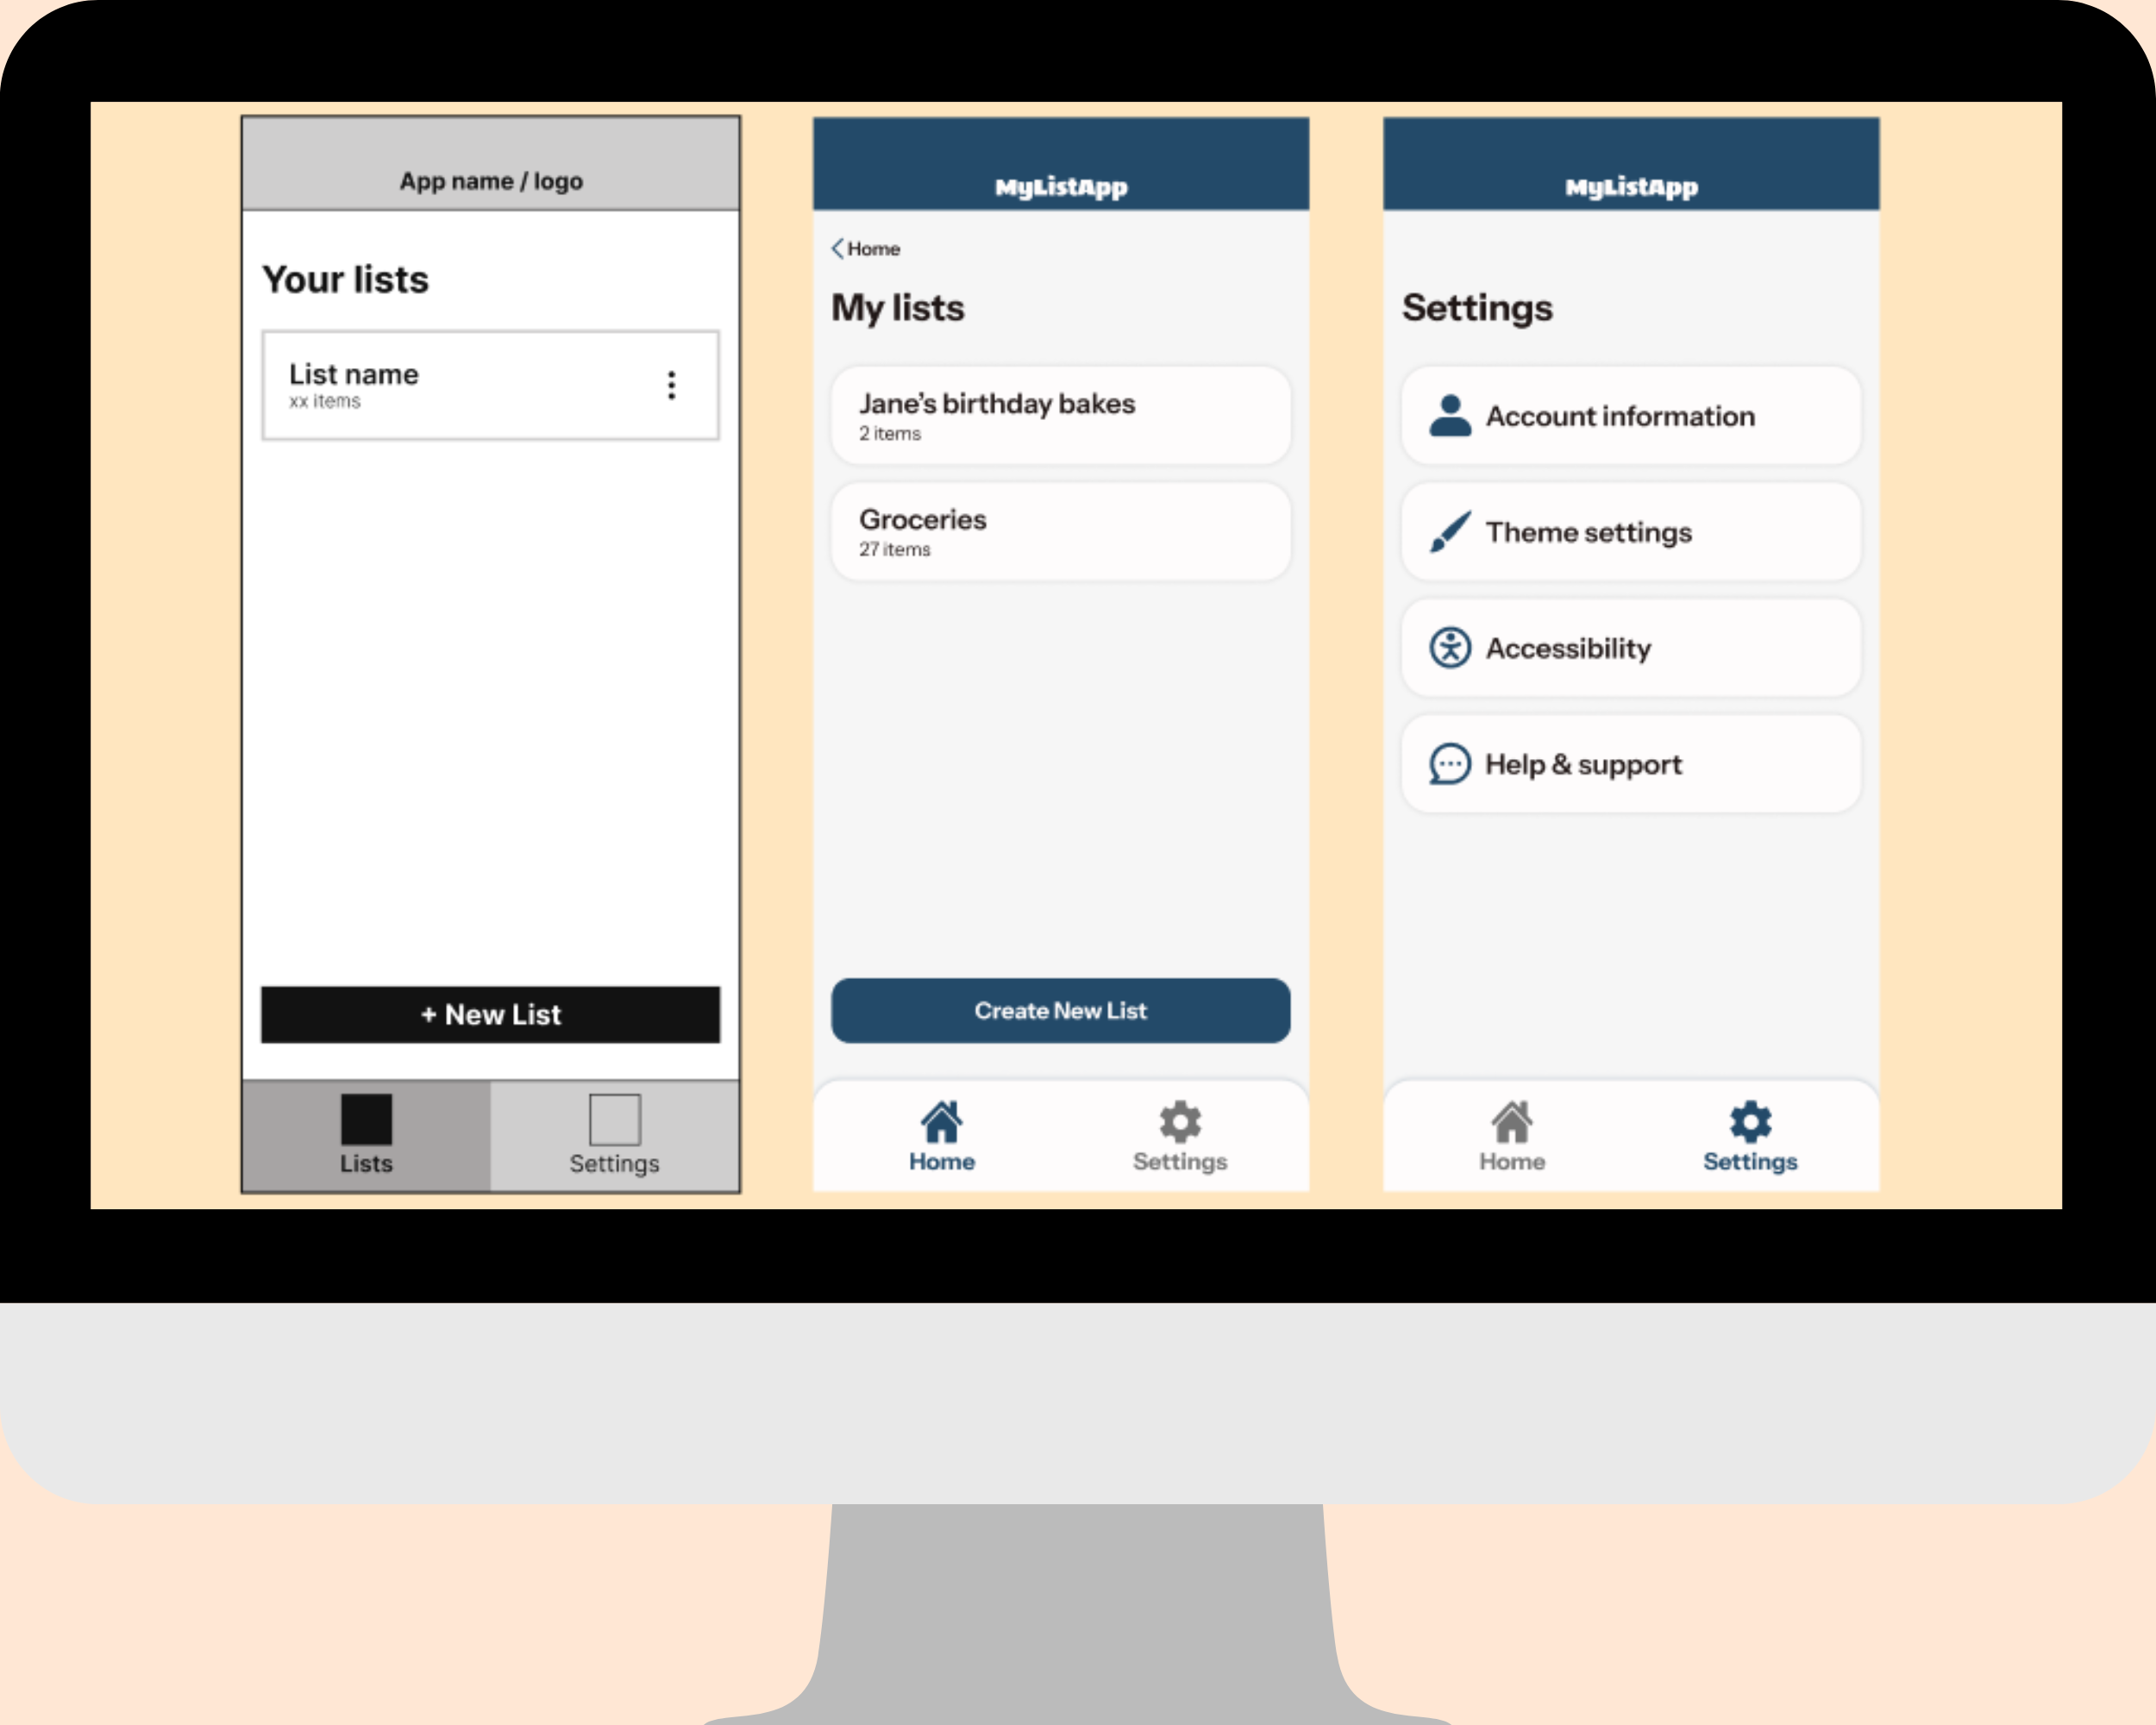 App name / logo
Your lists
List name
xx items
+ New List
Lists
Settings
MyListApp
Home
My lists
Jane's birthday bakes
2 items
Groceries
27 items
Create New List
Home
Settings
MyListApp
Settings
Account information
Theme settings
Accessibility
Help & support
Home
Settings